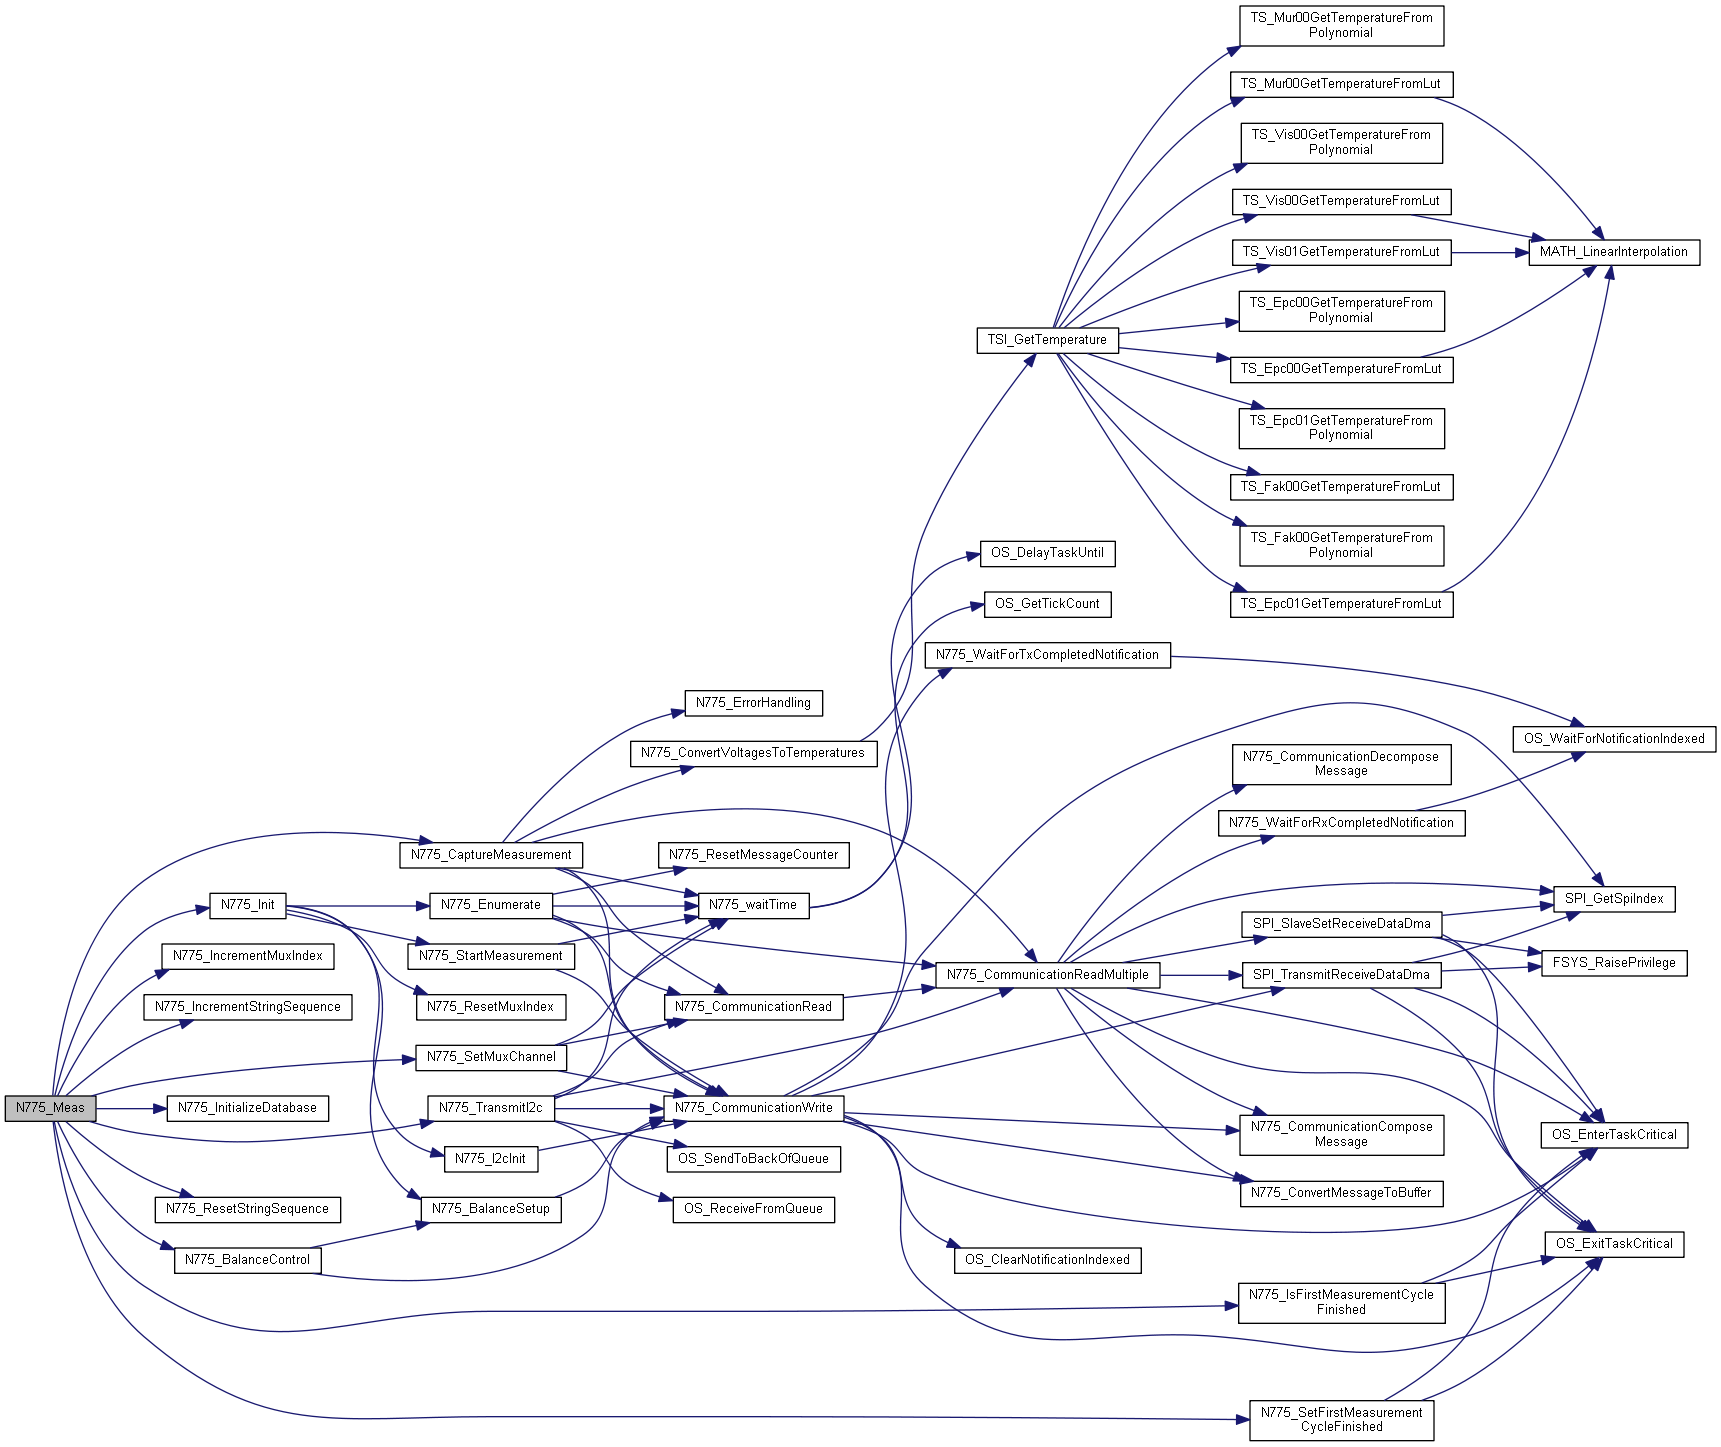 TS_Mur00GetTemperatureFrom
Polynomial
TS_Mur00GetTemperatureFromLut
TS_Vis00GetTemperatureFrom
Polynomial
TS_Vis00GetTemperatureFromLut
TS_Vis01GetTemperatureFromLut
MATH_LinearInterpolation
TS_Epc00GetTemperatureFrom
Polynomial
TSI_GetTemperature
TS_Epc00GetTemperatureFromLut
TS_Epc01GetTemperatureFrom
Polynomial
TS_Fak00GetTemperatureFromLut
TS_Fak00GetTemperatureFrom
Polynomial
OS_DelayTaskUntil
OS_GetTickCount
TS_Epc01GetTemperatureFromLut
N775_WaitForTxCompletedNotification
N775_ErrorHandling
OS_WaitForNotificationIndexed
N775_ConvertVoltagesToTemperatures
N775_CommunicationDecompose
Message
N775_WaitForRxCompletedNotification
N775_CaptureMeasurement
N775_ResetMessageCounter
N775_Init
N775_Enumerate
N775_waitTime
SPI_GetSpiIndex
SPI_SlaveSetReceiveDataDma
N775_IncrementMuxIndex
N775_StartMeasurement
FSYS_RaisePrivilege
N775_CommunicationReadMultiple
SPI_TransmitReceiveDataDma
N775_IncrementStringSequence
N775_ResetMuxIndex
N775_CommunicationRead
N775_SetMuxChannel
N775_Meas
N775_InitializeDatabase
N775_TransmitI2c
N775_CommunicationWrite
N775_CommunicationCompose
Message
OS_EnterTaskCritical
N775_I2cInit
OS_SendToBackOfQueue
N775_ConvertMessageToBuffer
N775_ResetStringSequence
N775_BalanceSetup
OS_ReceiveFromQueue
N775_BalanceControl
OS_ClearNotificationIndexed
OS_ExitTaskCritical
N775_IsFirstMeasurementCycle
Finished
N775_SetFirstMeasurement
CycleFinished